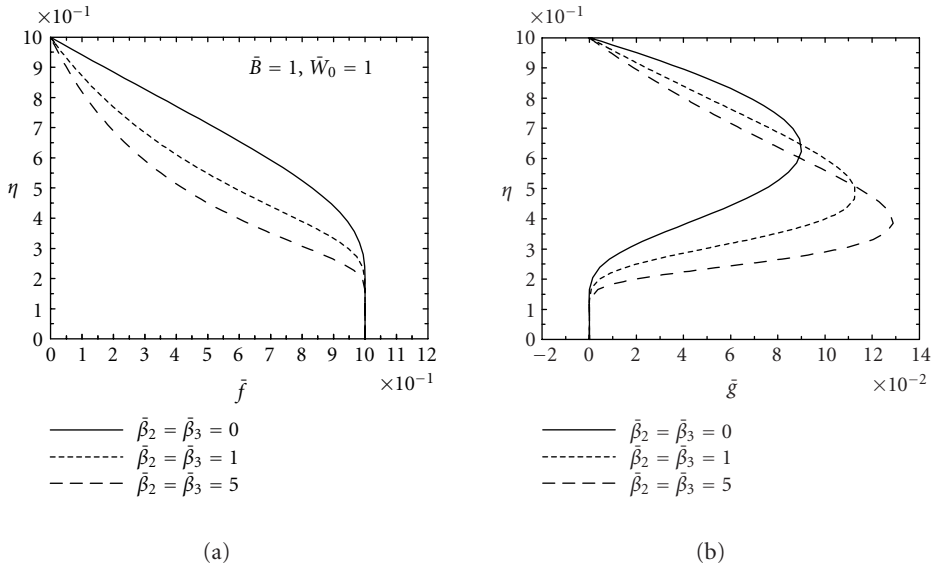 ×10⁻¹
10
9
8
7
6
5
4
3
2
1
0
η
B̄ = 1, W̄₀ = 1
0 1 2 3 4 5 6 7 8 9 10 11 12
×10⁻¹
f̄
β̄₂ = β̄₃ = 0
β̄₂ = β̄₃ = 1
β̄₂ = β̄₃ = 5
(a)
×10⁻¹
10
9
8
7
6
5
4
3
2
1
0
η
−2 0 2 4 6 8 10 12 14
×10⁻²
ḡ
β̄₂ = β̄₃ = 0
β̄₂ = β̄₃ = 1
β̄₂ = β̄₃ = 5
(b)